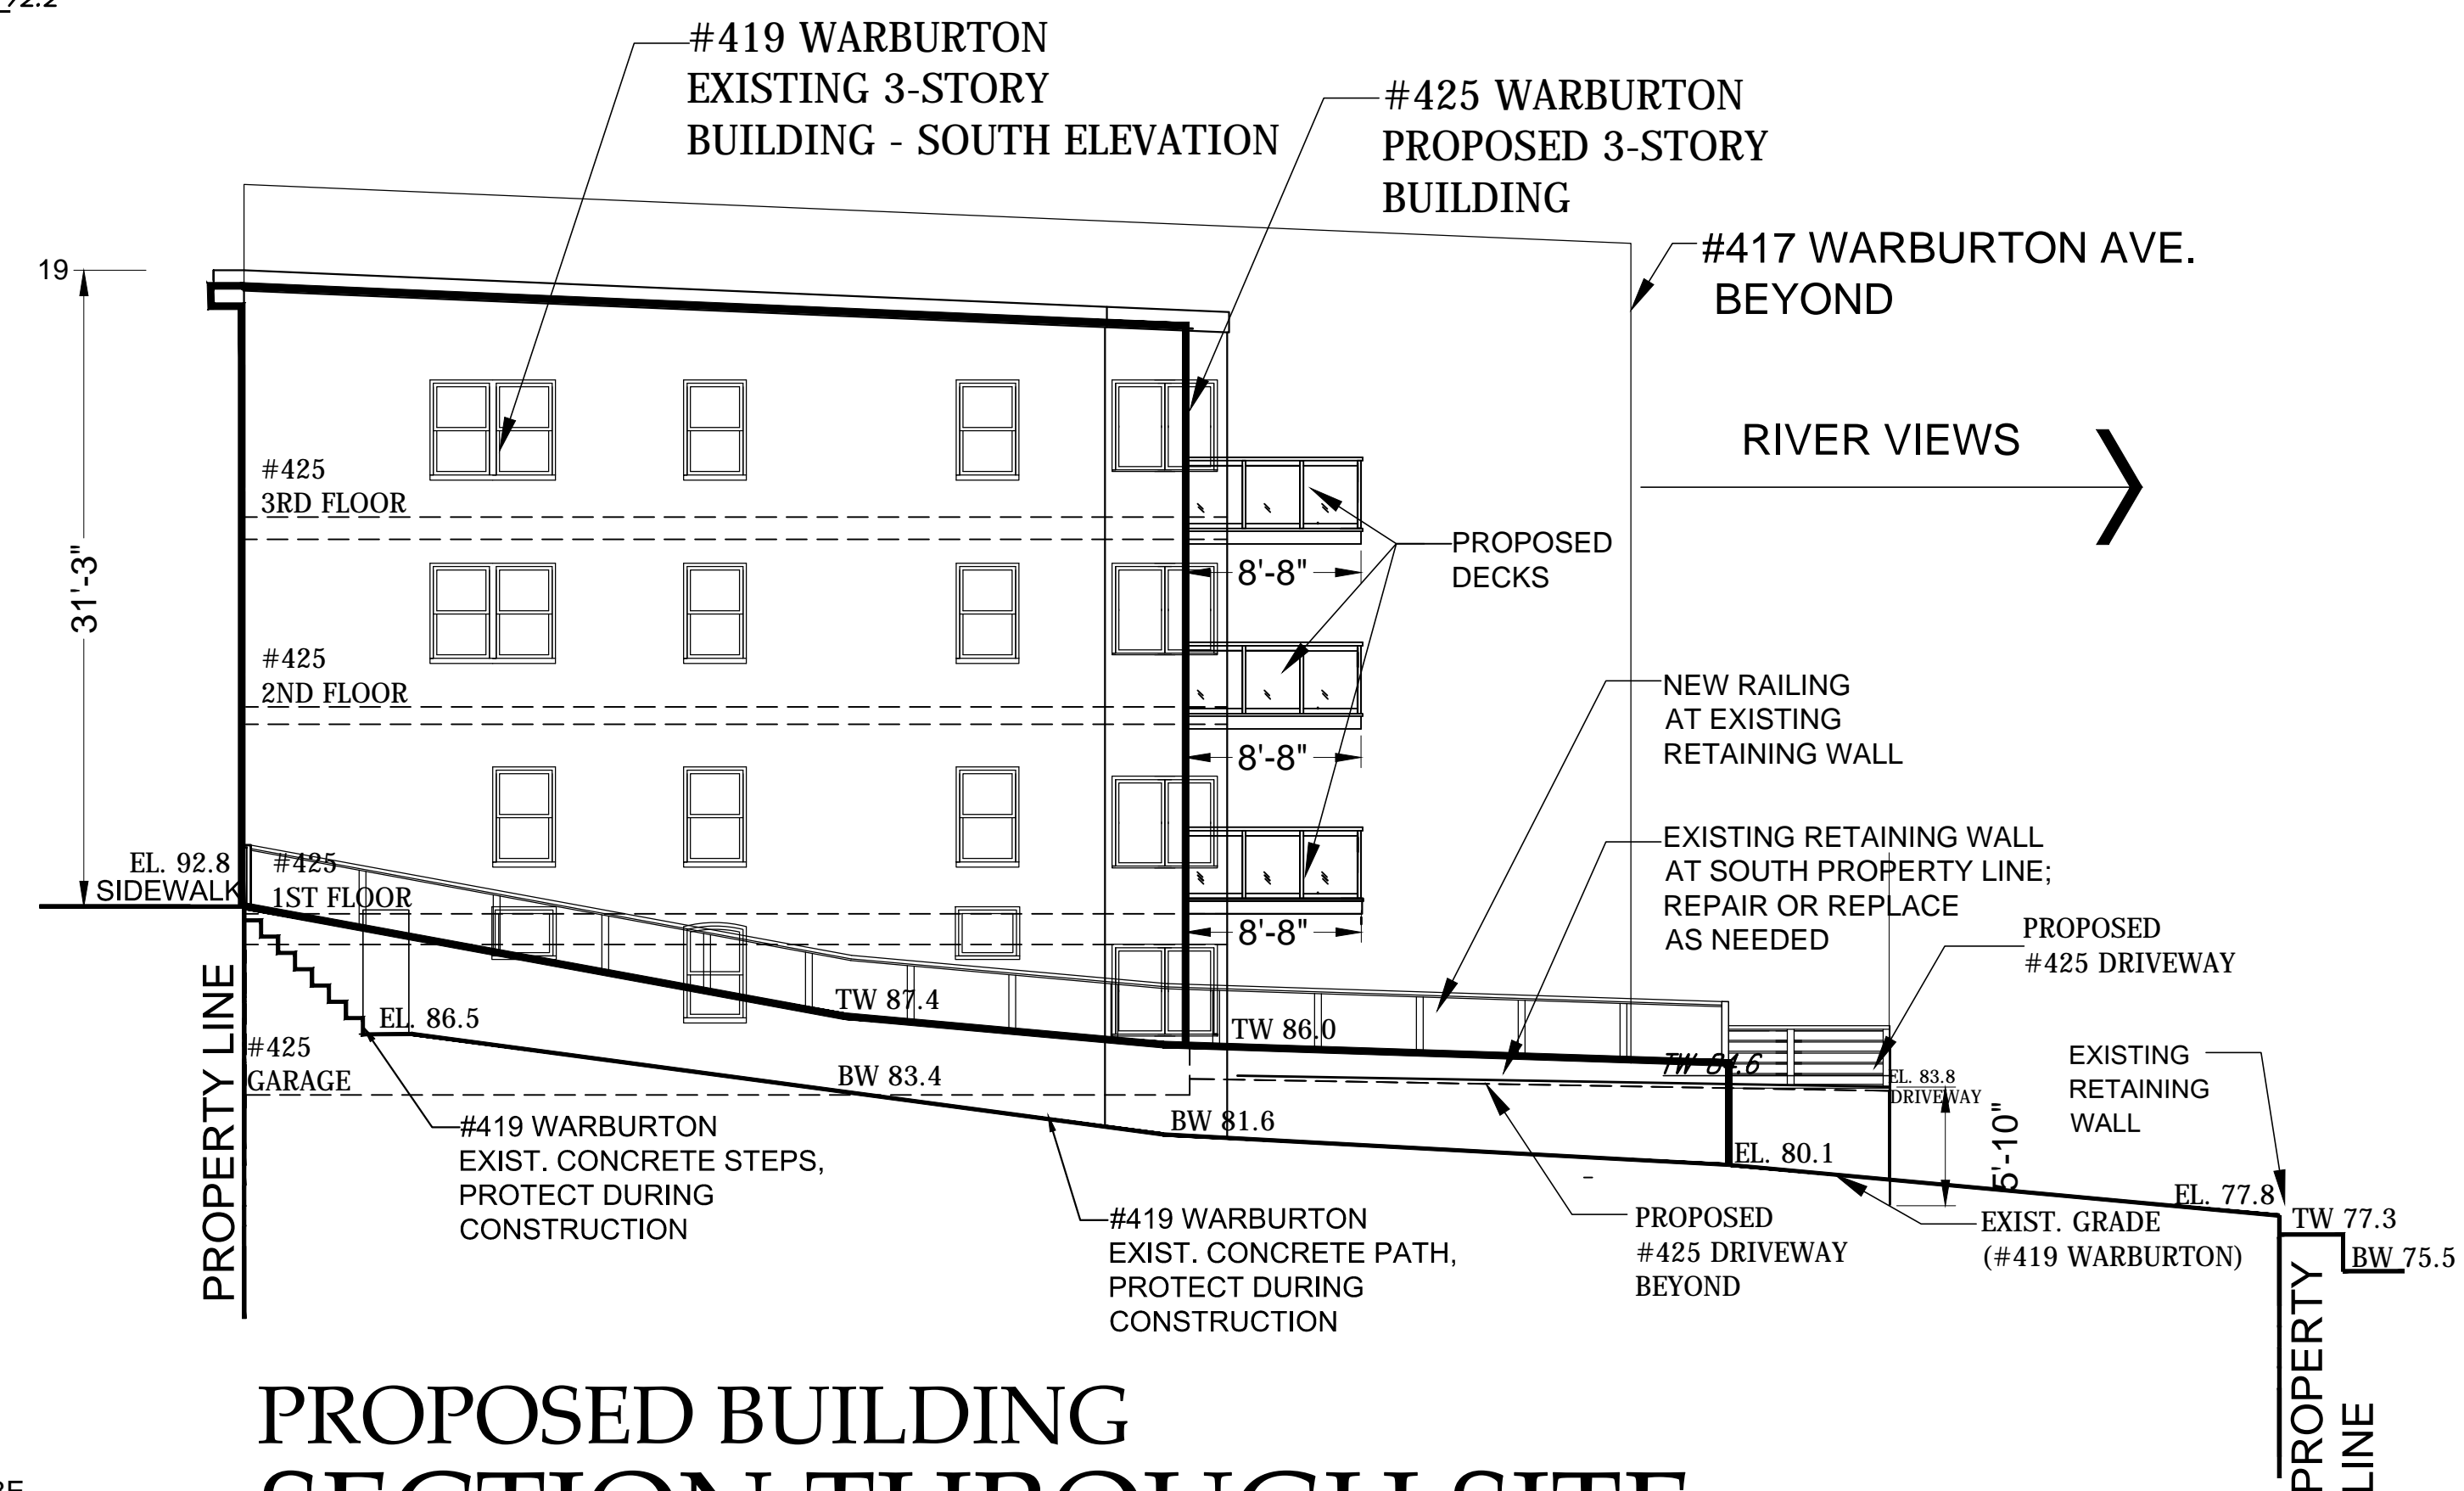 #419 WARBURTON
EXISTING 3-STORY
BUILDING - SOUTH ELEVATION
#425 WARBURTON
PROPOSED 3-STORY
BUILDING
#417 WARBURTON AVE.
BEYOND
19
31'-3"
RIVER VIEWS
#425
3RD FLOOR
PROPOSED
DECKS
8'-8"
#425
2ND FLOOR
8'-8"
NEW RAILING
AT EXISTING
RETAINING WALL
EXISTING RETAINING WALL
AT SOUTH PROPERTY LINE;
REPAIR OR REPLACE
AS NEEDED
EL. 92.8
SIDEWALK
#425
1ST FLOOR
8'-8"
PROPOSED
#425 DRIVEWAY
PROPERTY LINE
EL. 86.5
TW 87.4
TW 86.0
TW 84.6
EL. 83.8
DRIVEWAY
EXISTING
RETAINING
WALL
#425
GARAGE
BW 83.4
BW 81.6
EL. 80.1
5'-10"
EL. 77.8
TW 77.3
BW 75.5
#419 WARBURTON
EXIST. CONCRETE STEPS,
PROTECT DURING
CONSTRUCTION
#419 WARBURTON
EXIST. CONCRETE PATH,
PROTECT DURING
CONSTRUCTION
PROPOSED
#425 DRIVEWAY
BEYOND
EXIST. GRADE
(#419 WARBURTON)
PROPERTY
LINE
PROPOSED BUILDING
SECTION THROUGH SITE